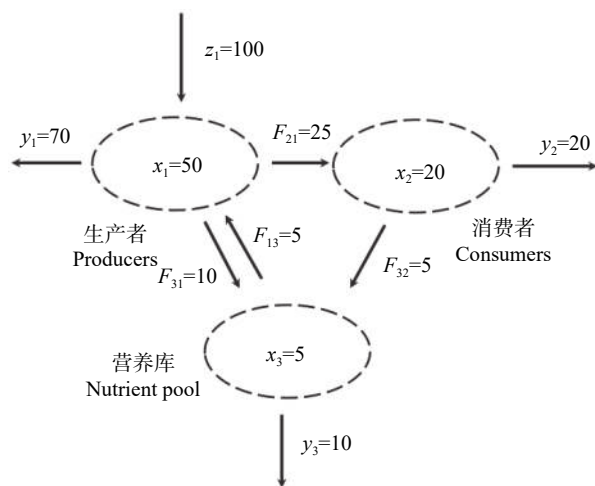 z₁=100
y₁=70
F₂₁=25
y₂=20
x₁=50
x₂=20
生产者
Producers
F₁₃=5
消费者
Consumers
F₃₁=10
F₃₂=5
营养库
Nutrient pool
x₃=5
y₃=10